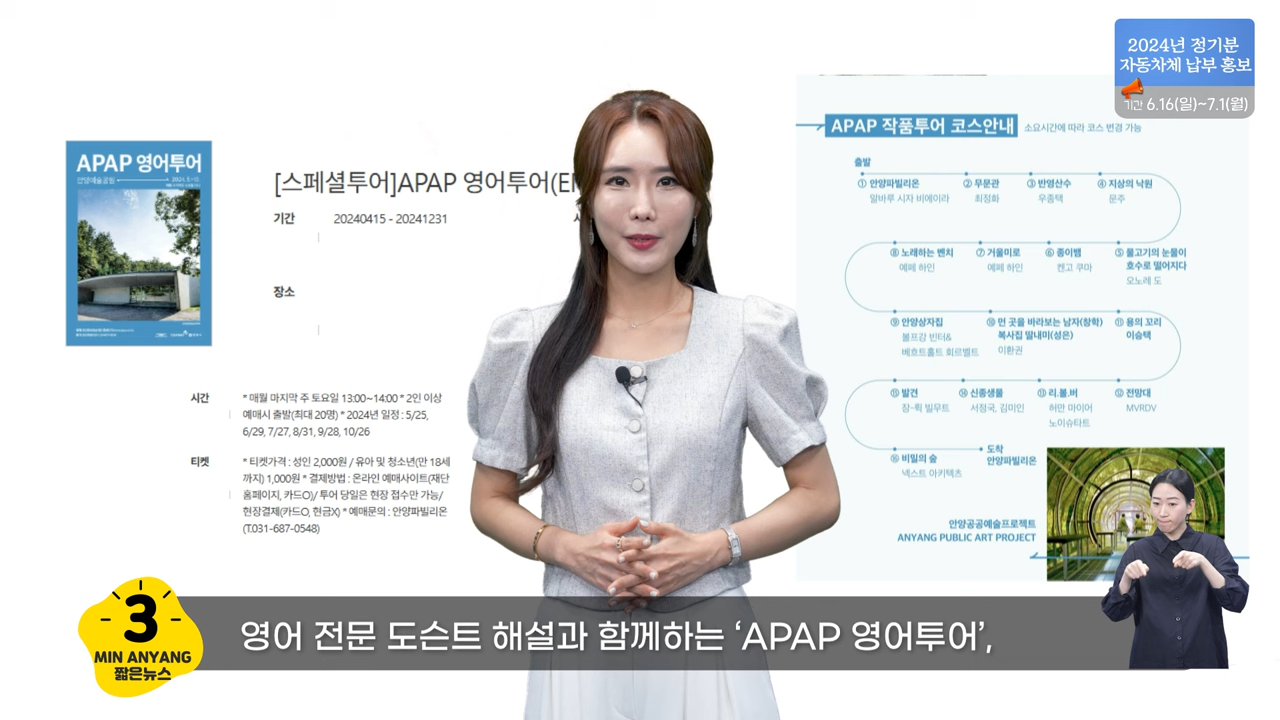 2024년 정기분
자동차체 납부 홍보
기간 6.16(일)~7.1(월)
APAP 영어투어
안양예술공원
[스페셜투어]APAP 영어투어(E
기간 20240415 - 20241231
장소
시간 * 매월 마지막 주 토요일 13:00~14:00 * 2인 이상
예매시 출발(최대 20명) * 2024년 일정 : 5/25,
6/29, 7/27, 8/31, 9/28, 10/26
티켓 * 티켓가격 : 성인 2,000원 / 유아 및 청소년(만 18세
까지) 1,000원 * 결제방법 : 온라인 예매사이트(재단
홈페이지, 카드O)/ 투어 당일은 현장 접수만 가능/
현장결제(카드O, 현금X) * 예매문의 : 안양파빌리온
(T.031-687-0548)
APAP 작품투어 코스안내 소요시간에 따라 코스 변경 가능
출발
① 안양파빌리온 ② 무문관 ③ 반영산수 ④ 지상의 낙원
알바루 시자 비에이라 최정화 우종택 문주
⑧ 노래하는 벤치 ⑦ 거울미로 ⑥ 종이뱀 ⑤ 물고기의 눈물이
호수로 떨어지다
예페 하인 예페 하인 켄고 쿠마 오노레 도
⑨ 안양상자집 ⑩ 먼 곳을 바라보는 남자(창학) ⑪ 용의 꼬리
복사집 딸내미(성은) 이승택
볼프강 빈터& 이환권
베흐트홀트 회르벨트
⑮ 발견 ⑭ 신종생물 ⑬ 리.볼.버 ⑫ 전망대
장-뤽 빌무트 서정국, 김미인 허만 마이어 MVRDV
노이슈타트
⑯ 비밀의 숲 도착
안양파빌리온
넥스트 아키텍츠
안양공공예술프로젝트
ANYANG PUBLIC ART PROJECT
3
MIN ANYANG
짧은뉴스
영어 전문 도슨트 해설과 함께하는 ‘APAP 영어투어’,